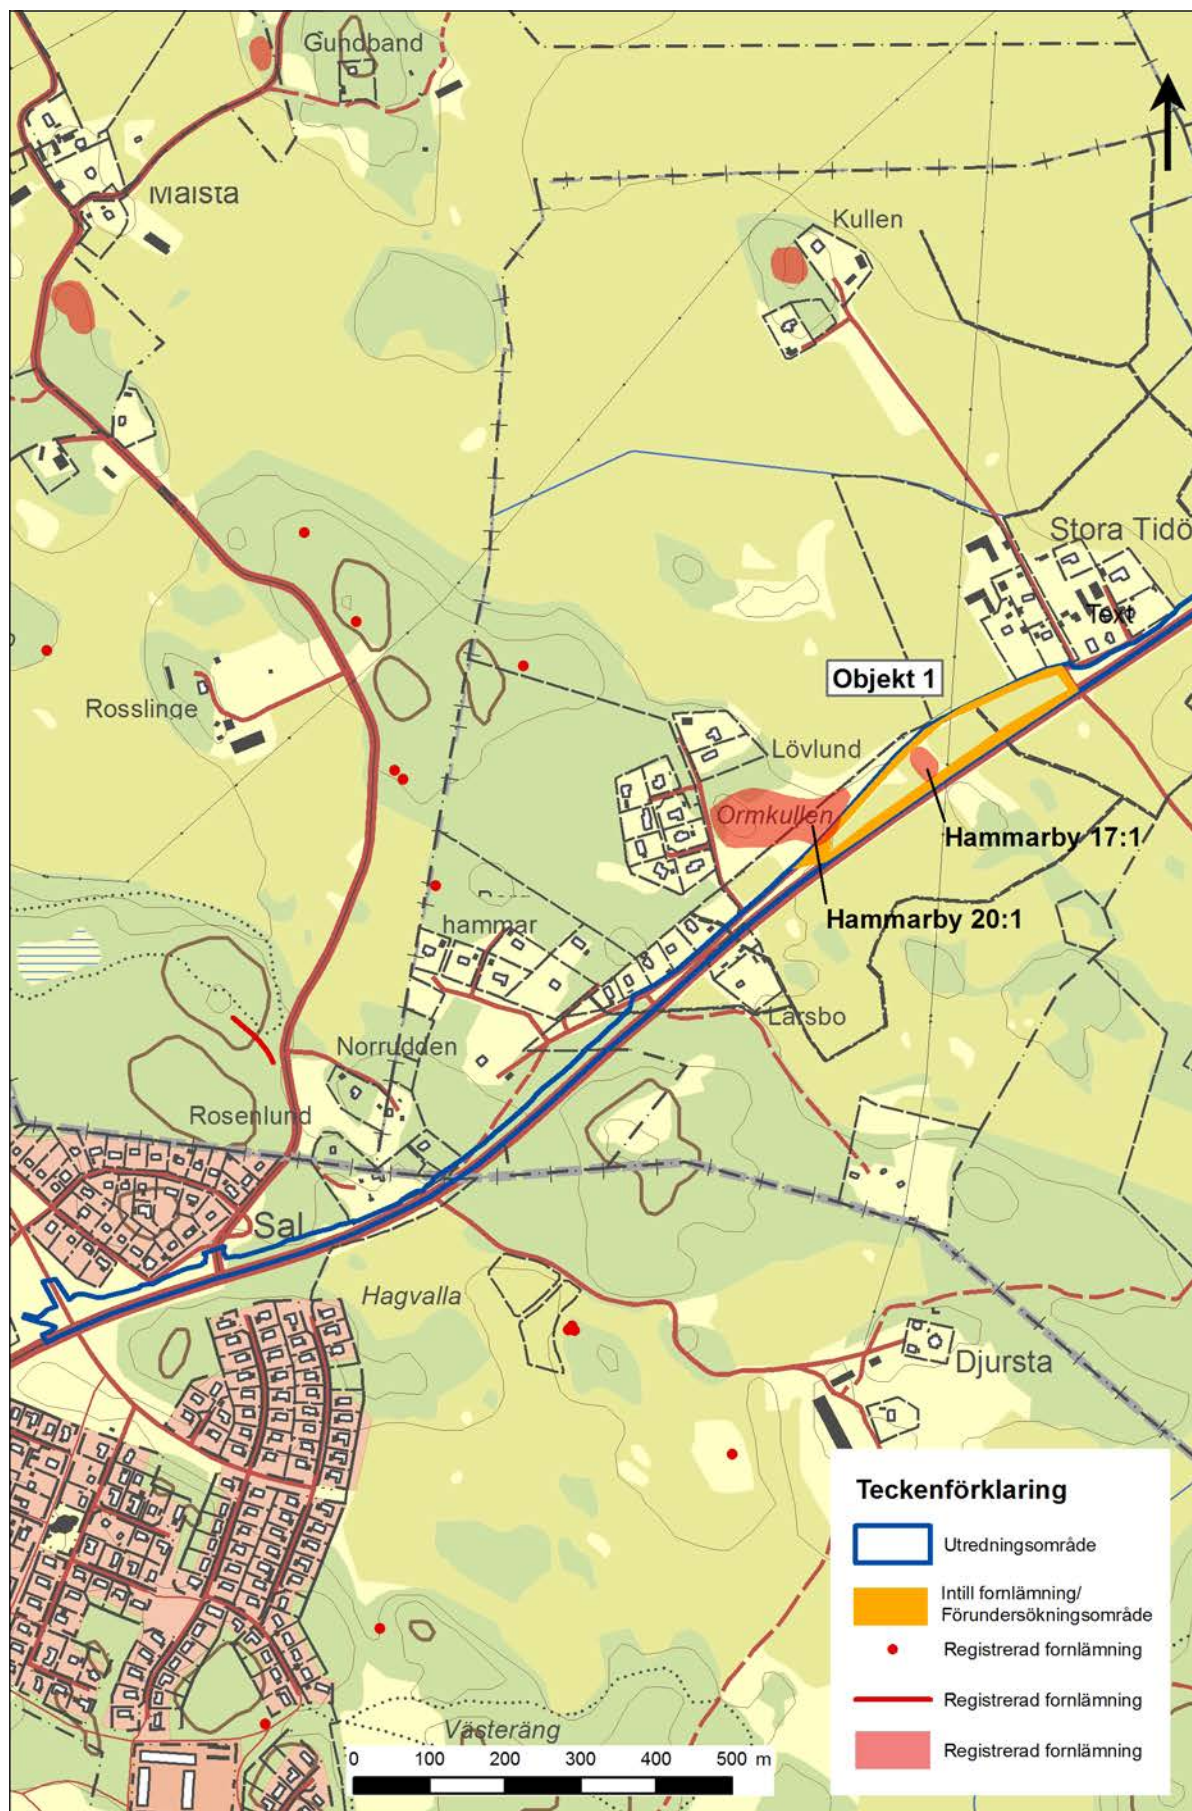 Gundband
Malsta
Kullen
Stora Tidö
Text
Objekt 1
Rosslinge
Lövlund
Ormkullen
Hammarby 17:1
Hammarby 20:1
hammar
Larsbo
Norrudden
Rosenlund
Sal
Hagvalla
Djursta
Västeräng
0 100 200 300 400 500 m
Teckenförklaring
Utredningsområde
Intill fornlämning/
Förundersökningsområde
Registrerad fornlämning
Registrerad fornlämning
Registrerad fornlämning